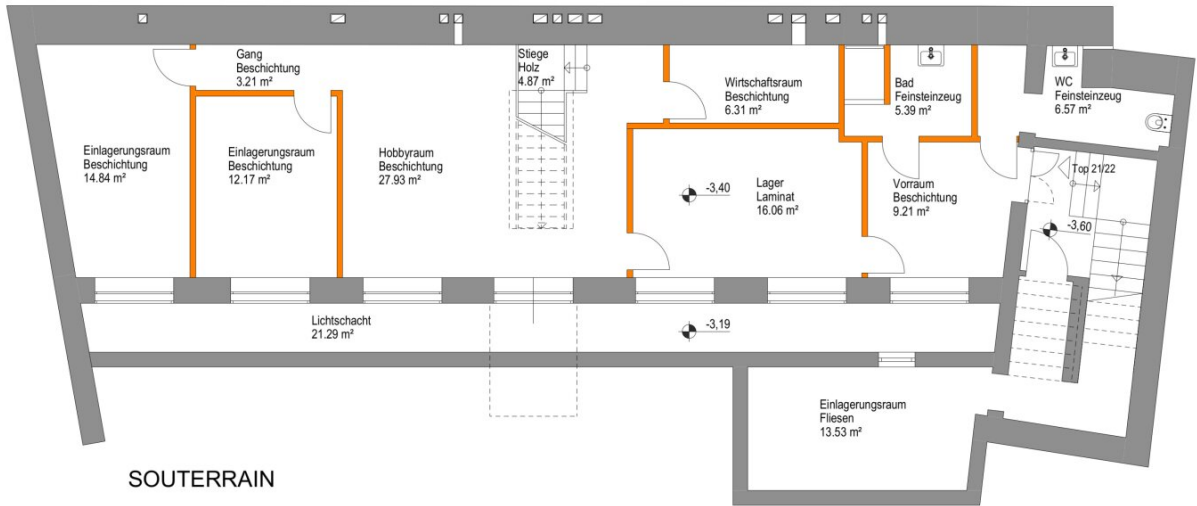 Gang
Beschichtung
3.21 m²
Stiege
Holz
4.87 m²
Wirtschaftsraum
Beschichtung
6.31 m²
Bad
Feinsteinzeug
5.39 m²
WC
Feinsteinzeug
6.57 m²
Einlagerungsraum
Beschichtung
14.84 m²
Einlagerungsraum
Beschichtung
12.17 m²
Hobbyraum
Beschichtung
27.93 m²
-3,40
Lager
Laminat
16.06 m²
Vorraum
Beschichtung
9.21 m²
Top 21/22
-3,60
Lichtschacht
21.29 m²
-3,19
Einlagerungsraum
Fliesen
13.53 m²
SOUTERRAIN